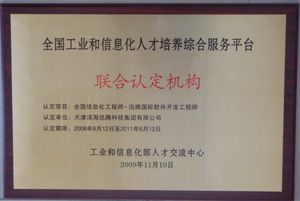 全国工业和信息化人才培养综合服务平台
联合认定机构
认定项目：全国信息化工程师-迅腾国际软件开发工程师
认定单位：天津滨海迅腾科技集团有限公司
认定期限：2008年6月12日至2011年6月12日
工业和信息化部人才交流中心
2009年11月10日